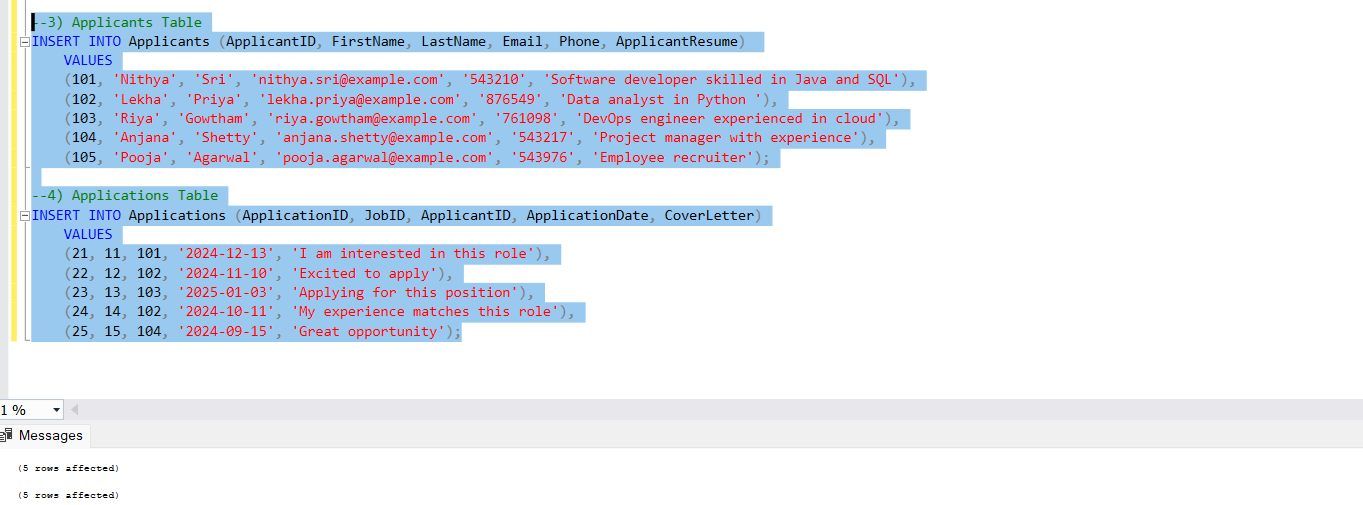 --3) Applicants Table
INSERT INTO Applicants (ApplicantID, FirstName, LastName, Email, Phone, ApplicantResume)
VALUES
(101, 'Nithya', 'Sri', 'nithya.sri@example.com', '543210', 'Software developer skilled in Java and SQL'),
(102, 'Lekha', 'Priya', 'lekha.priya@example.com', '876549', 'Data analyst in Python '),
(103, 'Riya', 'Gowtham', 'riya.gowtham@example.com', '761098', 'DevOps engineer experienced in cloud'),
(104, 'Anjana', 'Shetty', 'anjana.shetty@example.com', '543217', 'Project manager with experience'),
(105, 'Pooja', 'Agarwal', 'pooja.agarwal@example.com', '543976', 'Employee recruiter');
--4) Applications Table
INSERT INTO Applications (ApplicationID, JobID, ApplicantID, ApplicationDate, CoverLetter)
VALUES
(21, 11, 101, '2024-12-13', 'I am interested in this role'),
(22, 12, 102, '2024-11-10', 'Excited to apply'),
(23, 13, 103, '2025-01-03', 'Applying for this position'),
(24, 14, 102, '2024-10-11', 'My experience matches this role'),
(25, 15, 104, '2024-09-15', 'Great opportunity');
1 %
Messages
(5 rows affected)
(5 rows affected)